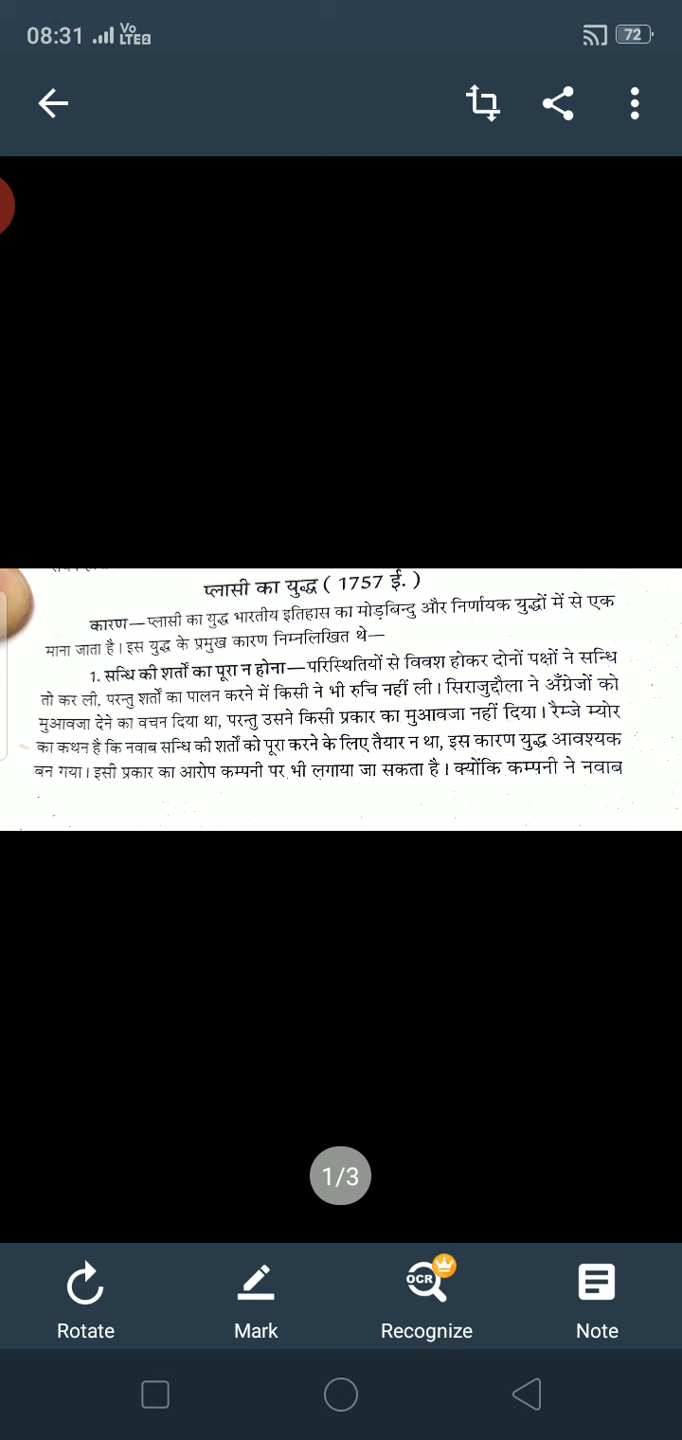 08:31 Vo LTE2 72
प्लासी का युद्ध ( 1757 ई. )
कारण—प्लासी का युद्ध भारतीय इतिहास का मोड़बिन्दु और निर्णायक युद्धों में से एक
माना जाता है। इस युद्ध के प्रमुख कारण निम्नलिखित थे—
1. सन्धि की शर्तों का पूरा न होना—परिस्थितियों से विवश होकर दोनों पक्षों ने सन्धि
तो कर ली, परन्तु शर्तों का पालन करने में किसी ने भी रुचि नहीं ली। सिराजुद्दौला ने अँग्रेजों को
मुआवजा देने का वचन दिया था, परन्तु उसने किसी प्रकार का मुआवजा नहीं दिया। रैम्जे म्योर
का कथन है कि नवाब सन्धि की शर्तों को पूरा करने के लिए तैयार न था, इस कारण युद्ध आवश्यक
बन गया। इसी प्रकार का आरोप कम्पनी पर भी लगाया जा सकता है। क्योंकि कम्पनी ने नवाब
1/3
OCR
Rotate Mark Recognize Note